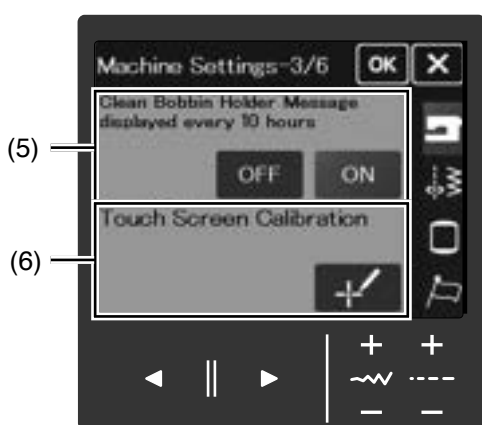 Machine Settings-3/6 OK X
Clean Bobbin Holder Message
displayed every 10 hours
(5)
OFF ON
Touch Screen Calibration
(6)
+ +
− −